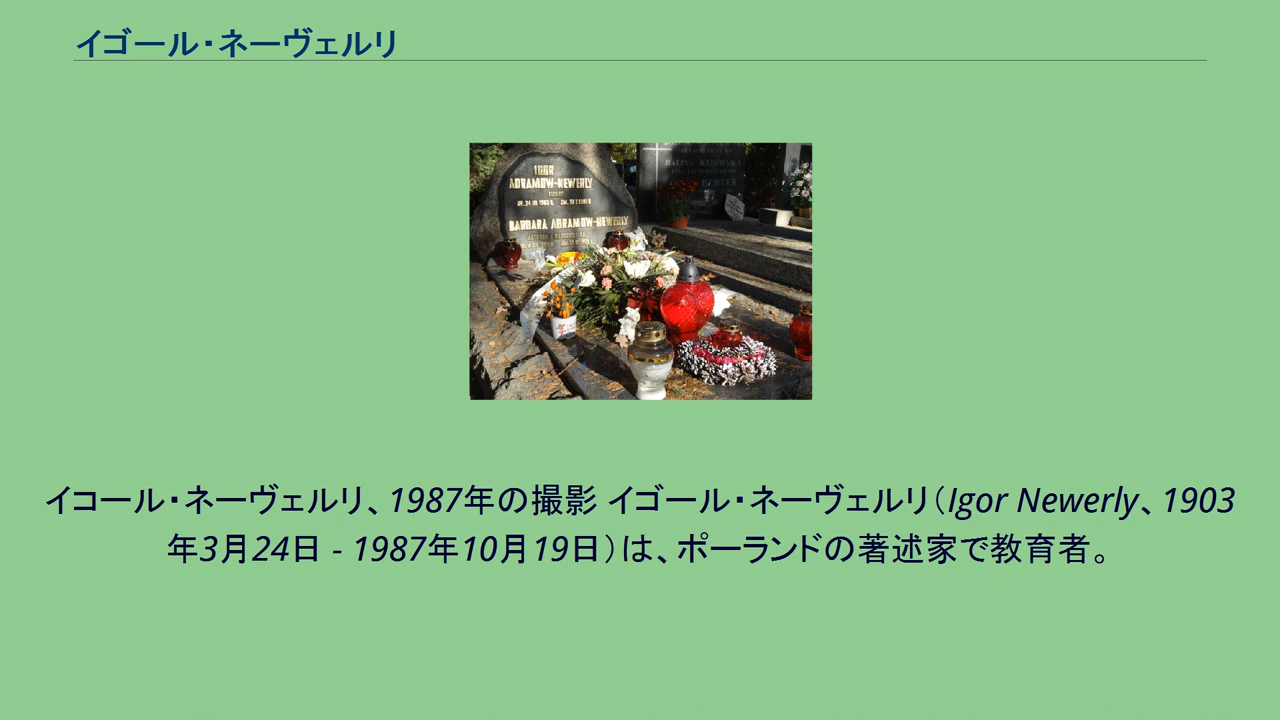 イゴール・ネーヴェルリ
IGOR
ABRAMOW-NEWERLY
BARBARA ABRAMOW-NEWERLY
HALINA
イコール・ネーヴェルリ、1987年の撮影 イゴール・ネーヴェルリ（Igor Newerly、1903
年3月24日 - 1987年10月19日）は、ポーランドの著述家で教育者。